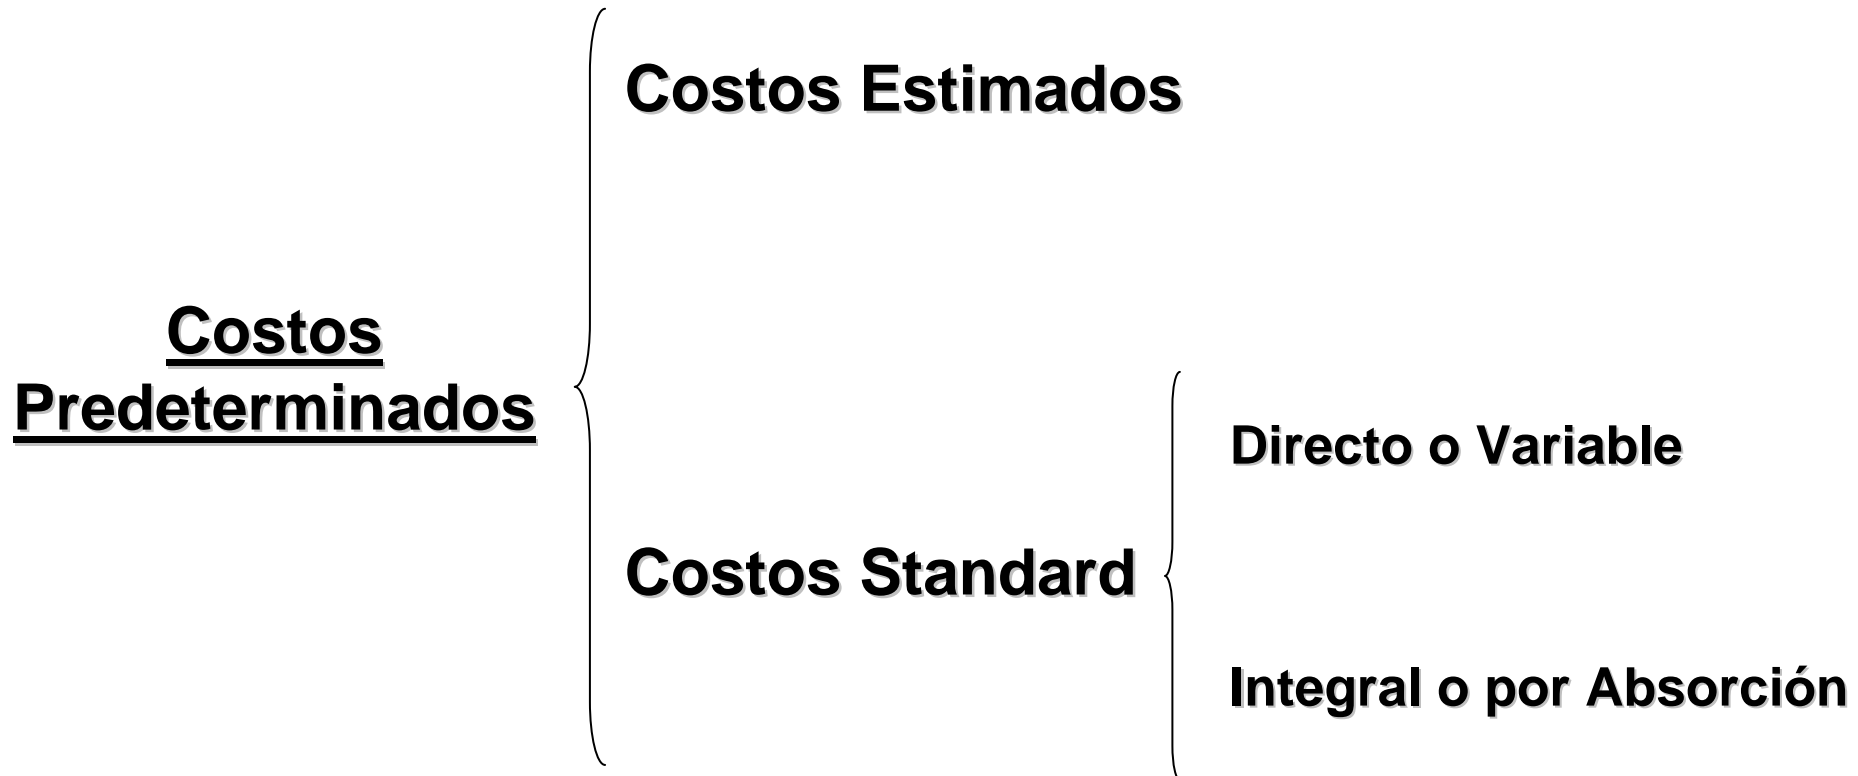 Costos Estimados
Costos
Predeterminados
Directo o Variable
Costos Standard
Integral o por Absorción